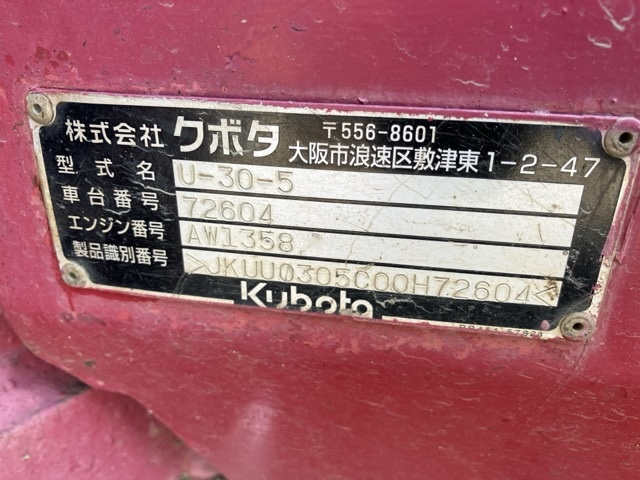 株式会社 クボタ 〒556-8601
大阪市浪速区敷津東1-2-47
型式名 U-30-5
車台番号 72604
エンジン番号 AW1358
製品識別番号 >JKUU0305C00H72604<
Kubota